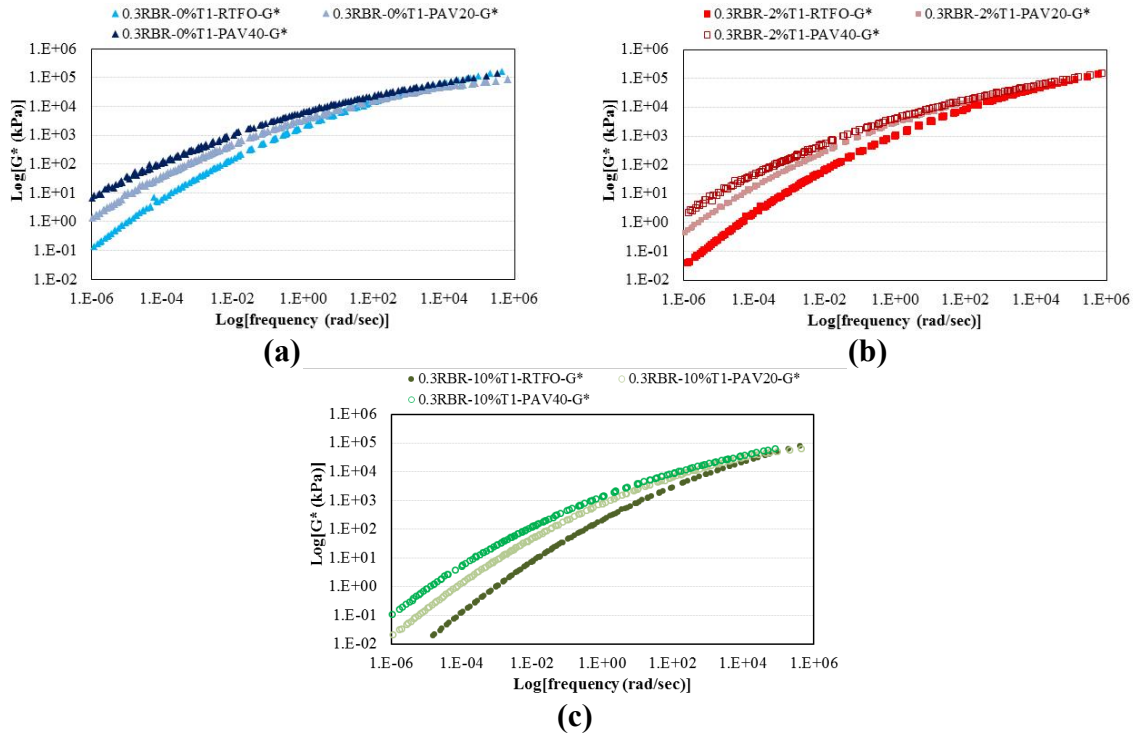 0.3RBR-0%T1-RTFO-G* 0.3RBR-0%T1-PAV20-G*
0.3RBR-0%T1-PAV40-G*
1.E+06
1.E+05
1.E+04
1.E+03
1.E+02
1.E+01
1.E+00
1.E-01
1.E-02
Log[G* (kPa)]
1.E-06 1.E-04 1.E-02 1.E+00 1.E+02 1.E+04 1.E+06
Log[frequency (rad/sec)]
(a)
0.3RBR-2%T1-RTFO-G* 0.3RBR-2%T1-PAV20-G*
0.3RBR-2%T1-PAV40-G*
1.E+06
1.E+05
1.E+04
1.E+03
1.E+02
1.E+01
1.E+00
1.E-01
1.E-02
Log[G* (kPa)]
1.E-06 1.E-04 1.E-02 1.E+00 1.E+02 1.E+04 1.E+06
Log[frequency (rad/sec)]
(b)
0.3RBR-10%T1-RTFO-G* 0.3RBR-10%T1-PAV20-G*
0.3RBR-10%T1-PAV40-G*
1.E+06
1.E+05
1.E+04
1.E+03
1.E+02
1.E+01
1.E+00
1.E-01
1.E-02
Log[G* (kPa)]
1.E-06 1.E-04 1.E-02 1.E+00 1.E+02 1.E+04 1.E+06
Log[frequency (rad/sec)]
(c)